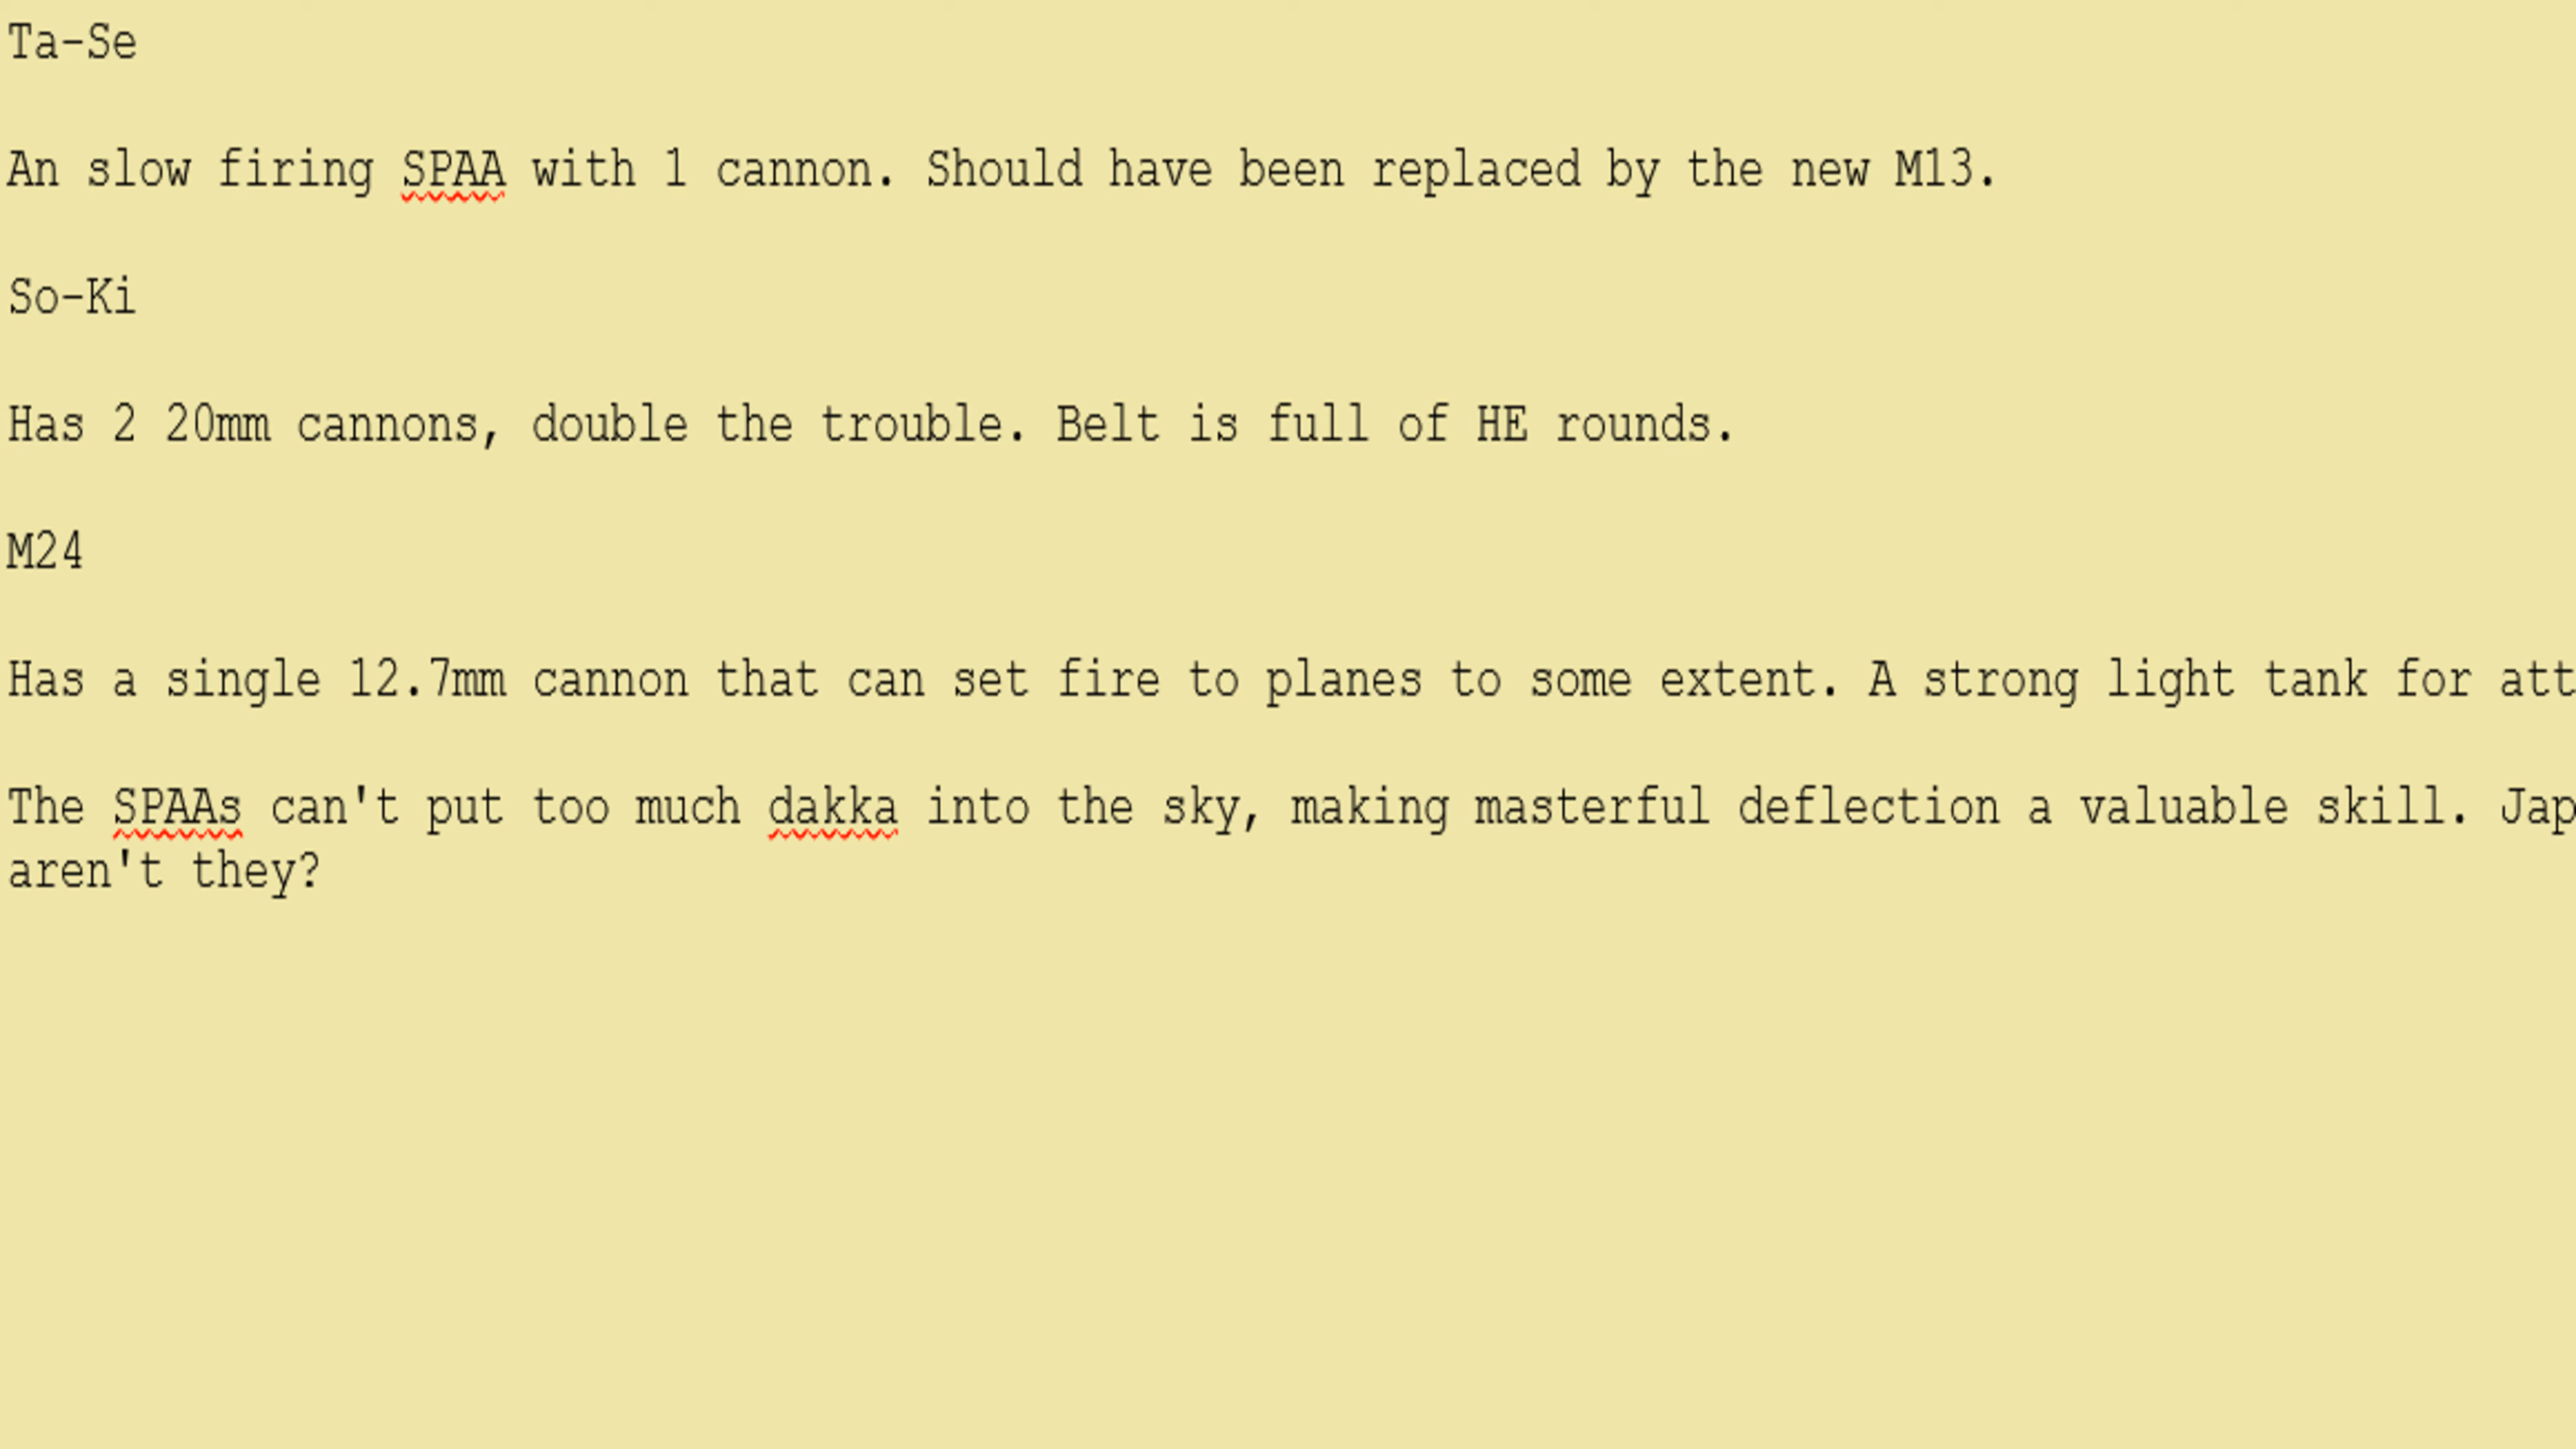 Ta-Se
An slow firing SPAA with 1 cannon. Should have been replaced by the new M13.
So-Ki
Has 2 20mm cannons, double the trouble. Belt is full of HE rounds.
M24
Has a single 12.7mm cannon that can set fire to planes to some extent. A strong light tank for att
The SPAAs can't put too much dakka into the sky, making masterful deflection a valuable skill. Jap
aren't they?